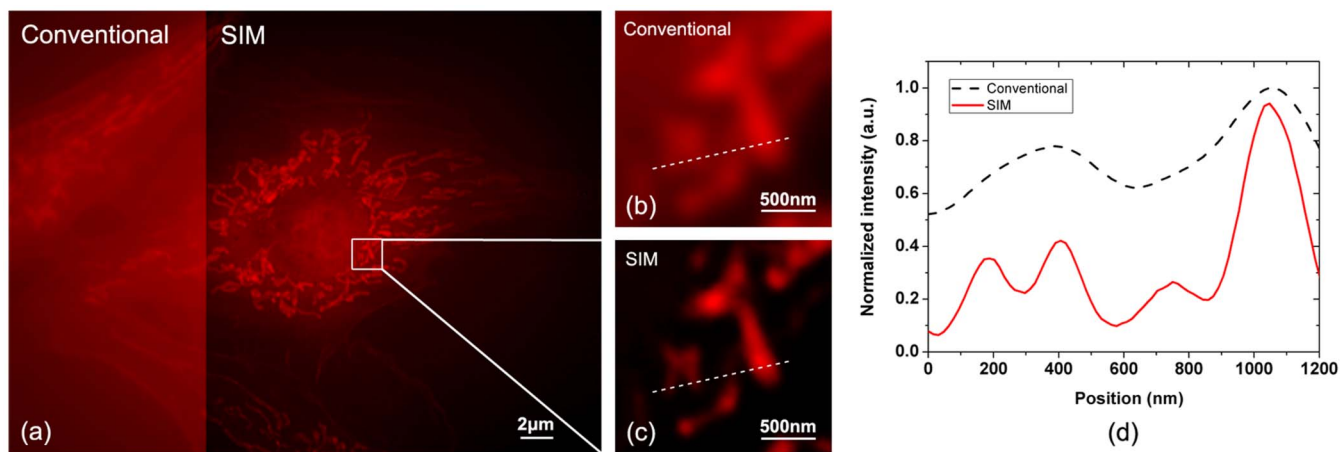 Conventional
SIM
(a)
2μm
Conventional
(b)
500nm
SIM
(c)
500nm
Normalized intensity (a.u.)
1.0
0.8
0.6
0.4
0.2
0.0
Conventional
SIM
0
200
400
600
800
1000
1200
Position (nm)
(d)